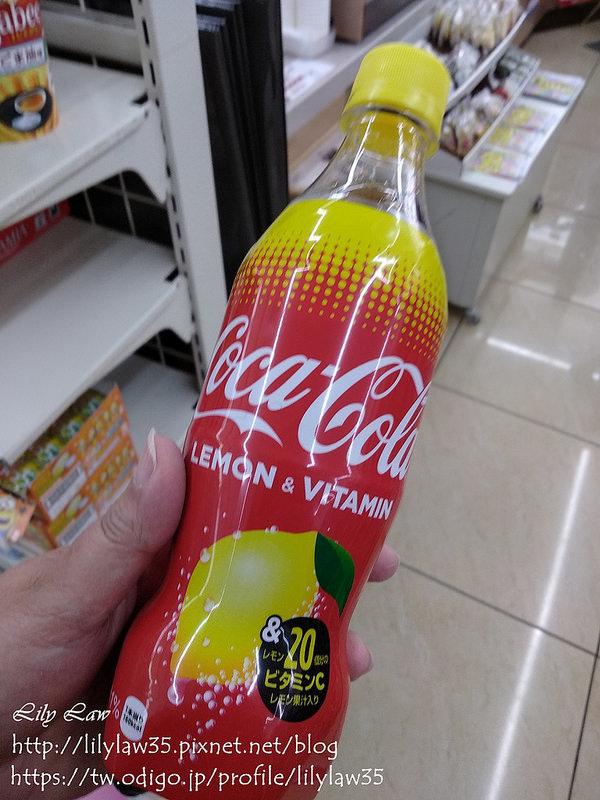 Coca-Cola
LEMON & VITAMIN
&
レモン20個分の
ビタミンC
レモン果汁入り
1%
Lily Law
http://lilylaw35.pixnet.net/blog
https://tw.odigo.jp/profile/lilylaw35